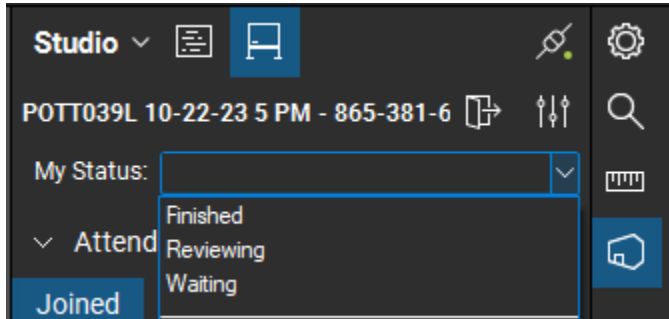 Studio
POTT039L 10-22-23 5 PM - 865-381-6
My Status:
Finished
Attend
Reviewing
Waiting
Joined